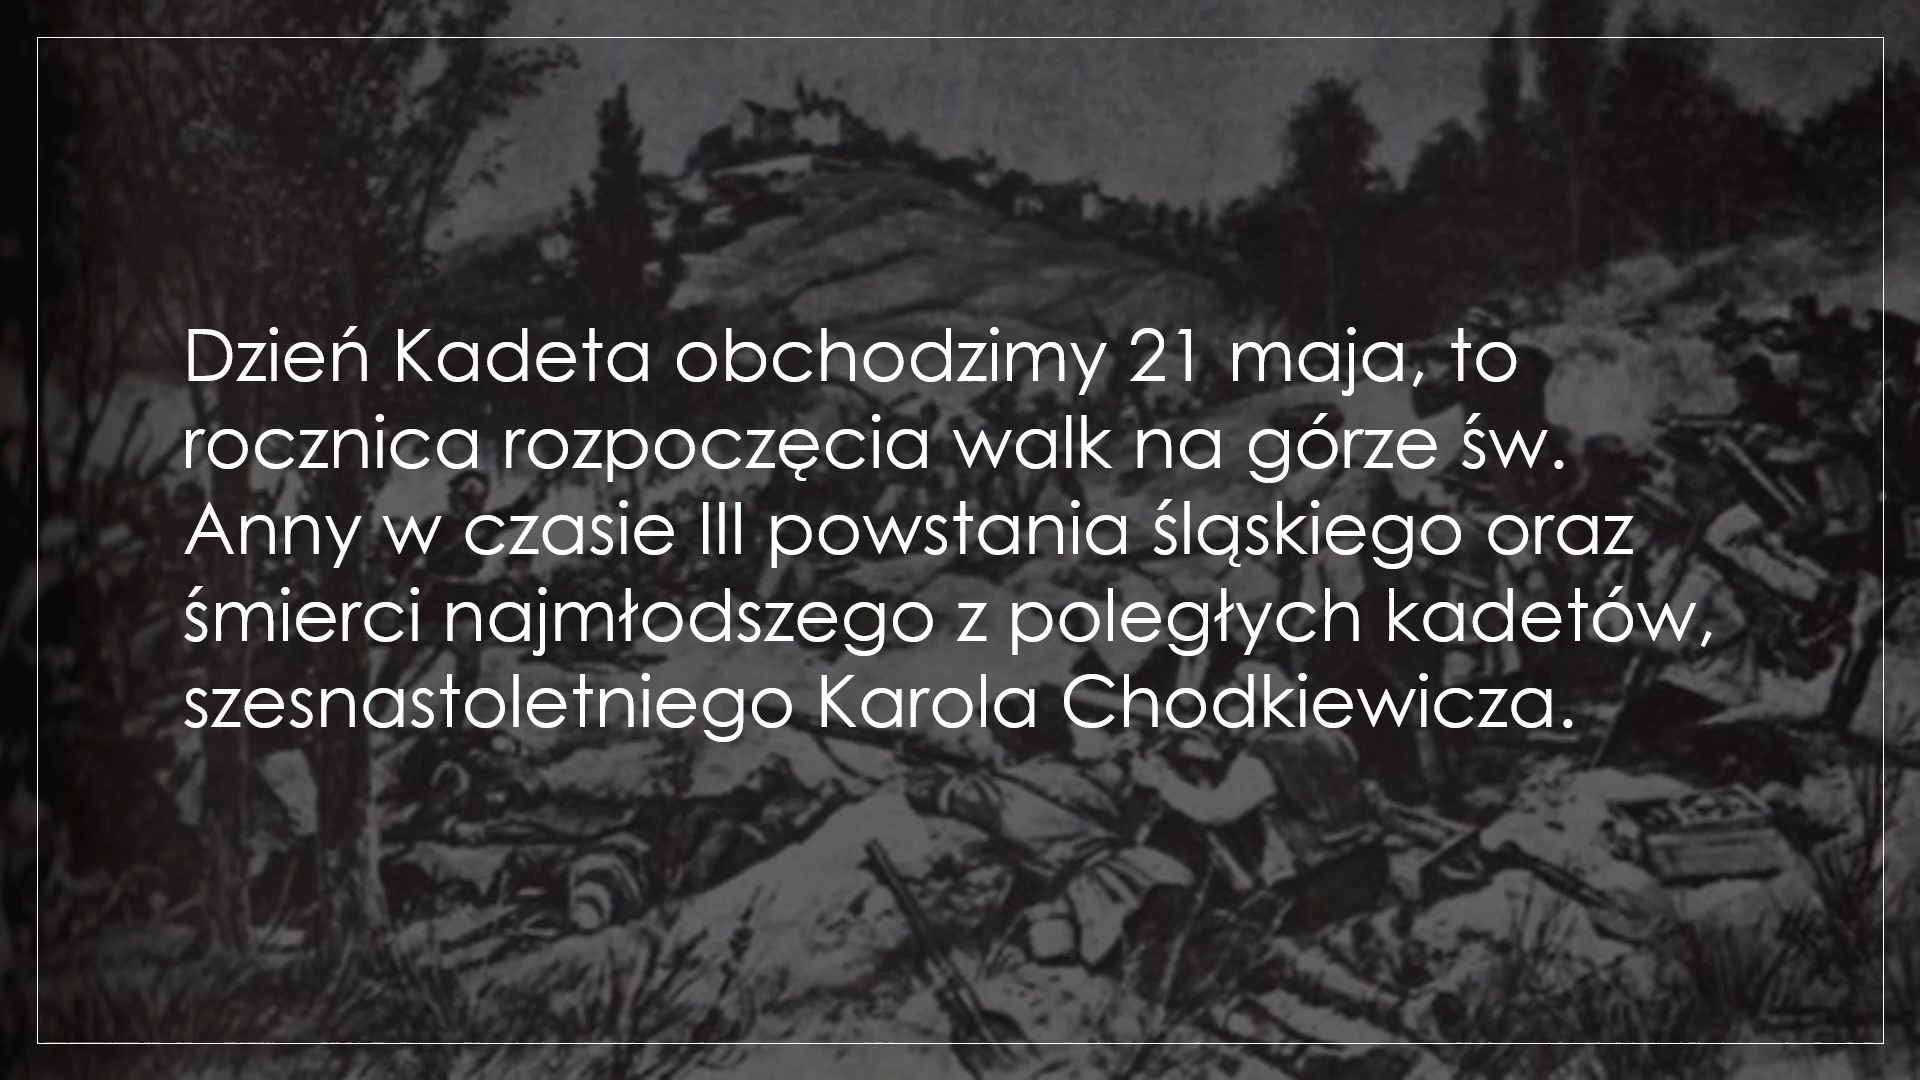 Dzień Kadeta obchodzimy 21 maja, to
rocznica rozpoczęcia walk na górze św.
Anny w czasie III powstania śląskiego oraz
śmierci najmłodszego z poległych kadetów,
szesnastoletniego Karola Chodkiewicza.